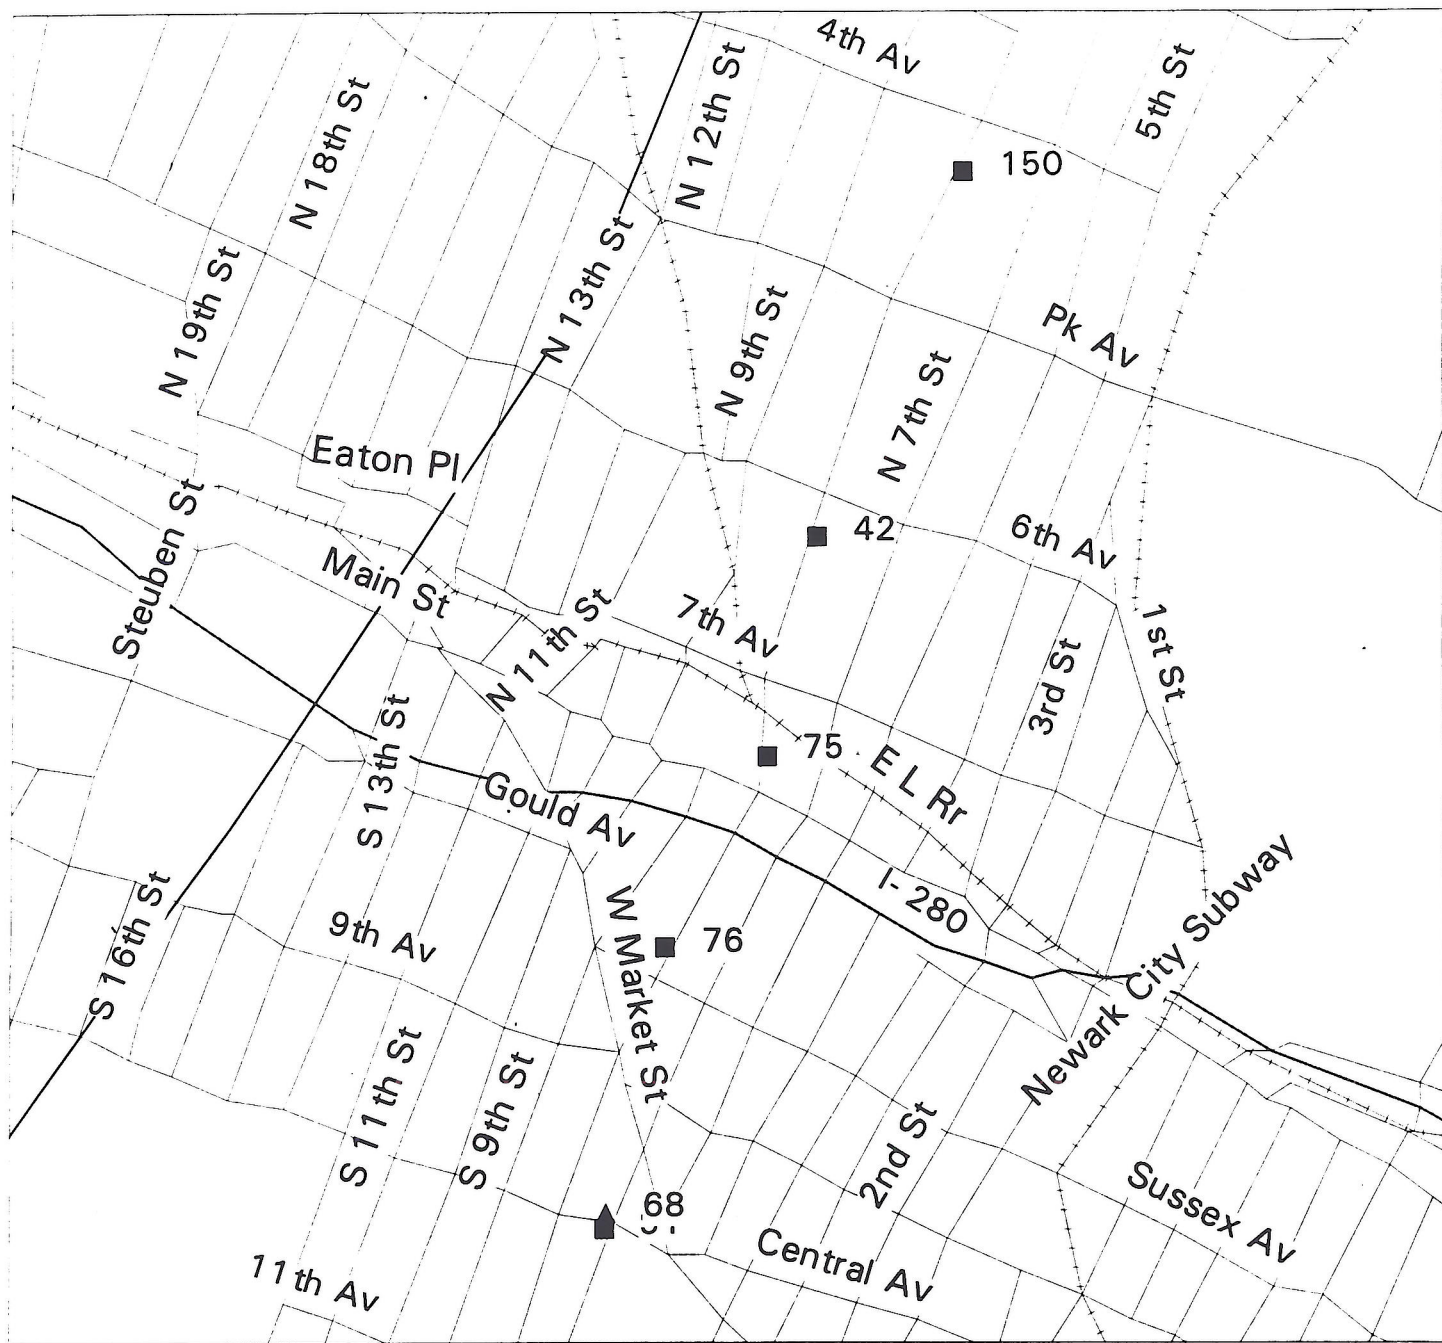 4th Av
N 12th St
5th St
N 18th St
150
N 13th St
N 19th St
N 9th St
Pk Av
N 7th St
Eaton Pl
42
6th Av
Steuben St
Main St
N 11th St
7th Av
1st St
3rd St
75
E L Rr
S 13th St
Gould Av
I-280
Newark City Subway
W Market St
76
9th Av
S 16th St
S 11th St
S 9th St
2nd St
Sussex Av
68
Central Av
11th Av